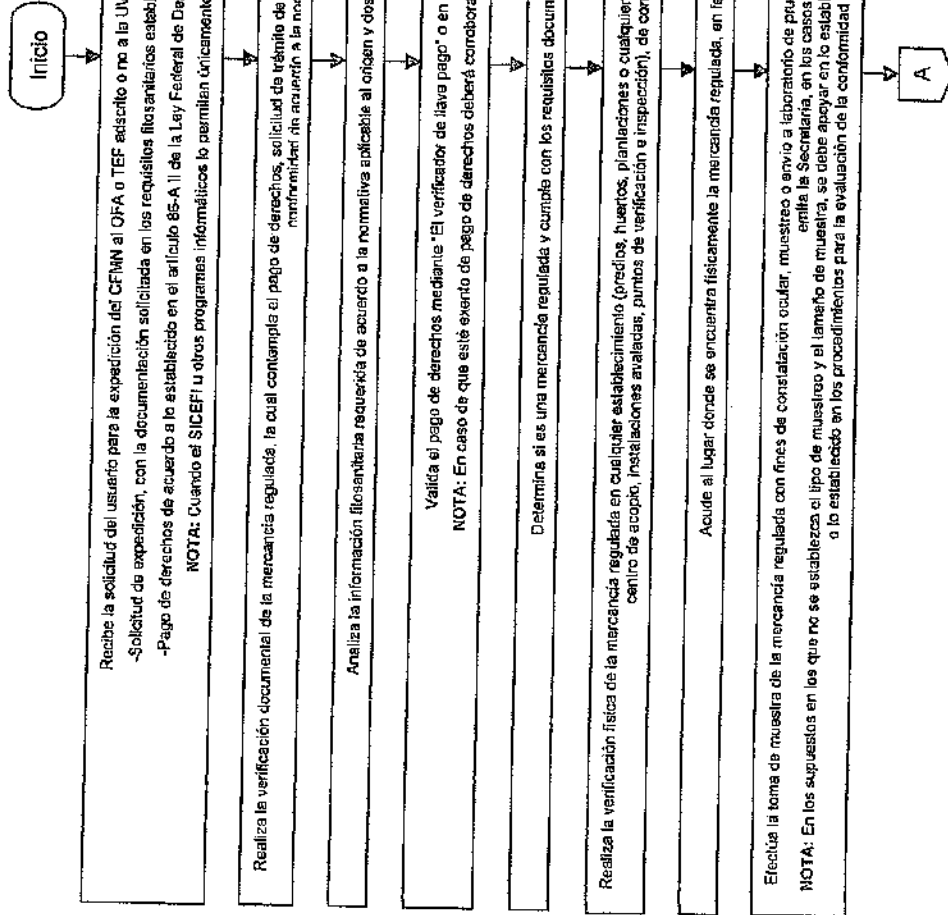 Inicio
Recibe la solicitud del usuario para la expedición del CFMN al OFA o TEF adscrito o no a la UV
-Solicitud de expedición, con la documentación solicitada en los requisitos fitosanitarios establ
-Pago de derechos de acuerdo a lo establecido en el artículo 86-A II de la Ley Federal de De
NOTA: Cuando el SICEFI u otros programas informáticos lo permitan únicamente
Realiza la verificación documental de la mercancía regulada, la cual contempla el pago de derechos, solicitud de trámite de
conformidad de acuerdo a la no
Analiza la información fitosanitaria requerida de acuerdo a la normativa aplicable al origen y des
Valida el pago de derechos mediante "El verificador de llave pago" o en
NOTA: En caso de que esté exento de pago de derechos deberá corrobora
Determina si es una mercancía regulada y cumple con los requisitos docum
Realiza la verificación física de la mercancía regulada en cualquier establecimiento (predios, huertos, plantaciones o cualquier
centro de acopio, instalaciones avaladas, puntos de verificación e inspección), de con
Acude al lugar donde se encuentra físicamente la mercancía regulada, en fe
Efectúa la toma de muestra de la mercancía regulada con fines de constatación ocular, muestreo o envío a laboratorio de pru
emita la Secretaría, en los casos
NOTA: En los supuestos en los que no se establezca el tipo de muestreo y el tamaño de muestra, se debe apoyar en lo establ
o lo establecido en los procedimientos para la evaluación de la conformidad
A